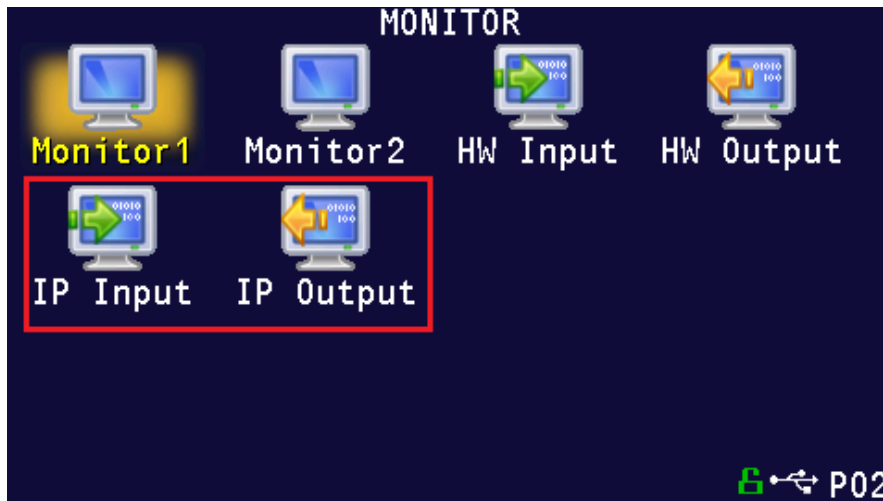 MONITOR
Monitor1 Monitor2 HW Input HW Output
IP Input IP Output
P02